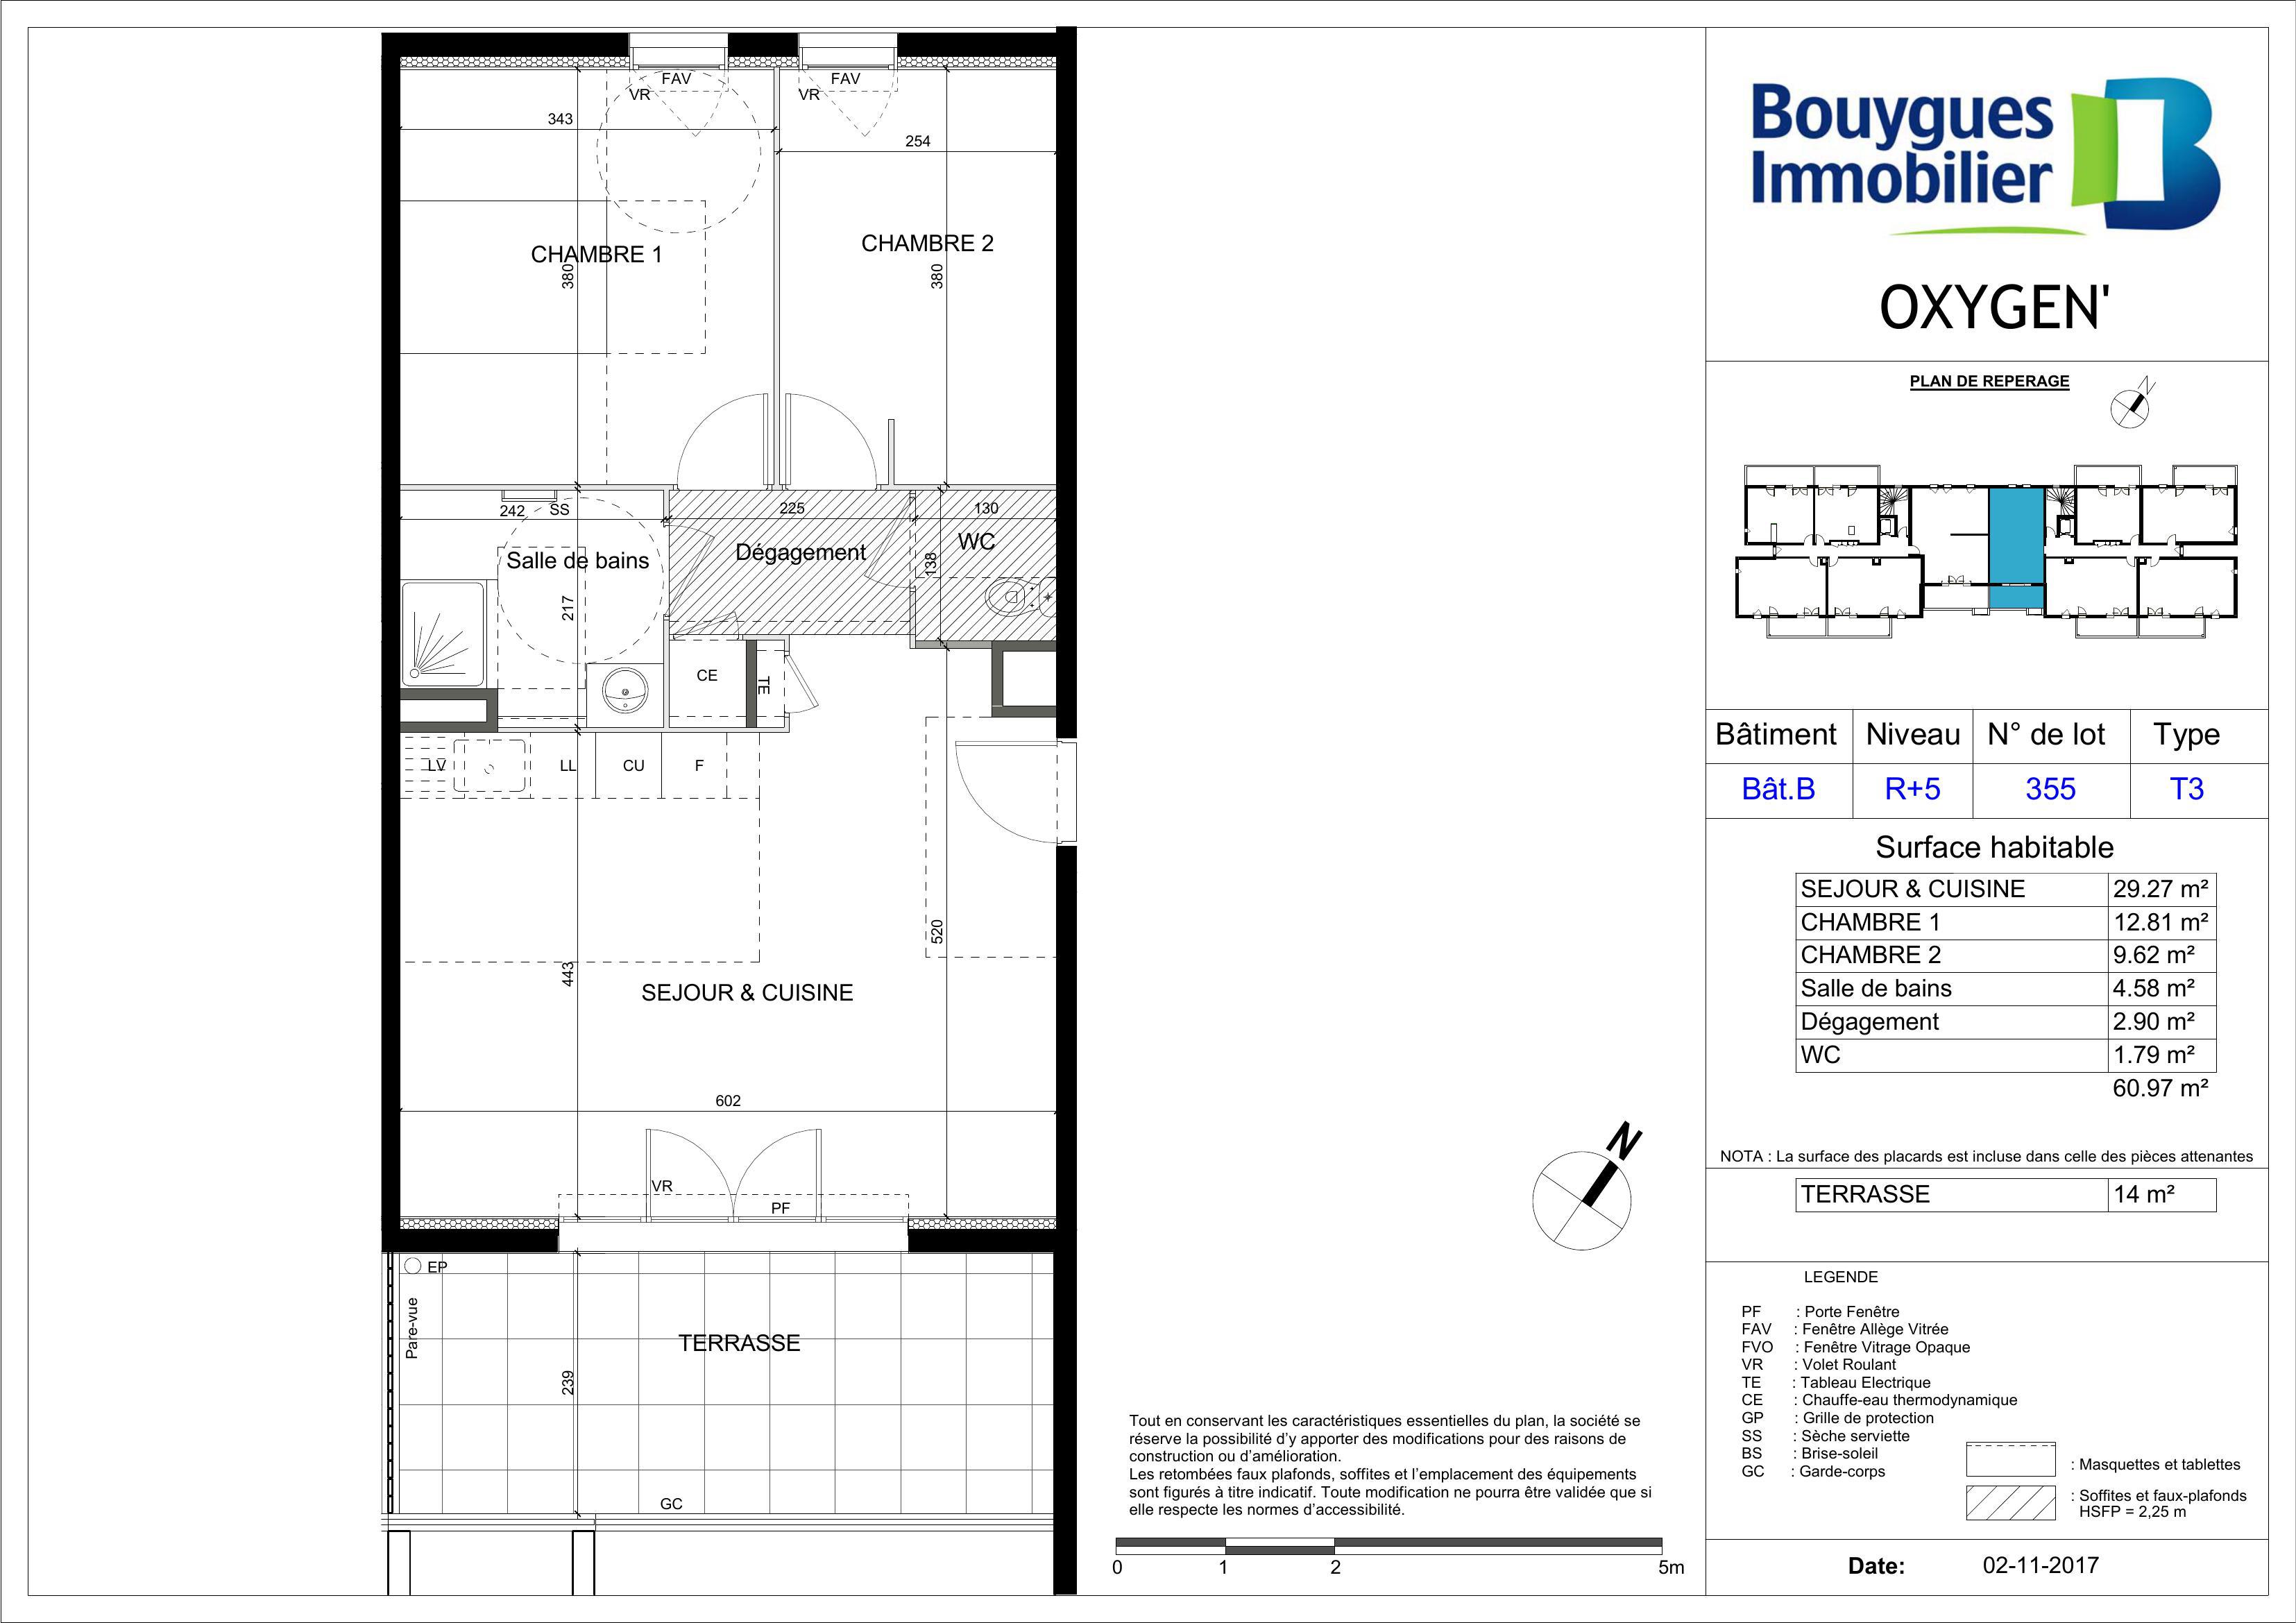 FAV
VR
FAV
VR
343
254
CHAMBRE 1
380
CHAMBRE 2
380
242
SS
225
130
Salle de bains
Dégagement
WC
138
217
CE
TE
LV
LL
CU
F
520
443
SEJOUR & CUISINE
602
VR
PF
EP
Pare-vue
TERRASSE
239
GC
N
Tout en conservant les caractéristiques essentielles du plan, la société se
réserve la possibilité d'y apporter des modifications pour des raisons de
construction ou d'amélioration.
Les retombées faux plafonds, soffites et l'emplacement des équipements
sont figurés à titre indicatif. Toute modification ne pourra être validée que si
elle respecte les normes d'accessibilité.
0 1 2 5m
Bouygues
Immobilier
OXYGEN'
PLAN DE REPERAGE
N
Bâtiment Niveau N° de lot Type
Bât.B R+5 355 T3
Surface habitable
SEJOUR & CUISINE 29.27 m²
CHAMBRE 1 12.81 m²
CHAMBRE 2 9.62 m²
Salle de bains 4.58 m²
Dégagement 2.90 m²
WC 1.79 m²
60.97 m²
NOTA : La surface des placards est incluse dans celle des pièces attenantes
TERRASSE 14 m²
LEGENDE
PF : Porte Fenêtre
FAV : Fenêtre Allège Vitrée
FVO : Fenêtre Vitrage Opaque
VR : Volet Roulant
TE : Tableau Electrique
CE : Chauffe-eau thermodynamique
GP : Grille de protection
SS : Sèche serviette
BS : Brise-soleil
GC : Garde-corps
: Masquettes et tablettes
: Soffites et faux-plafonds
HSFP = 2,25 m
Date: 02-11-2017